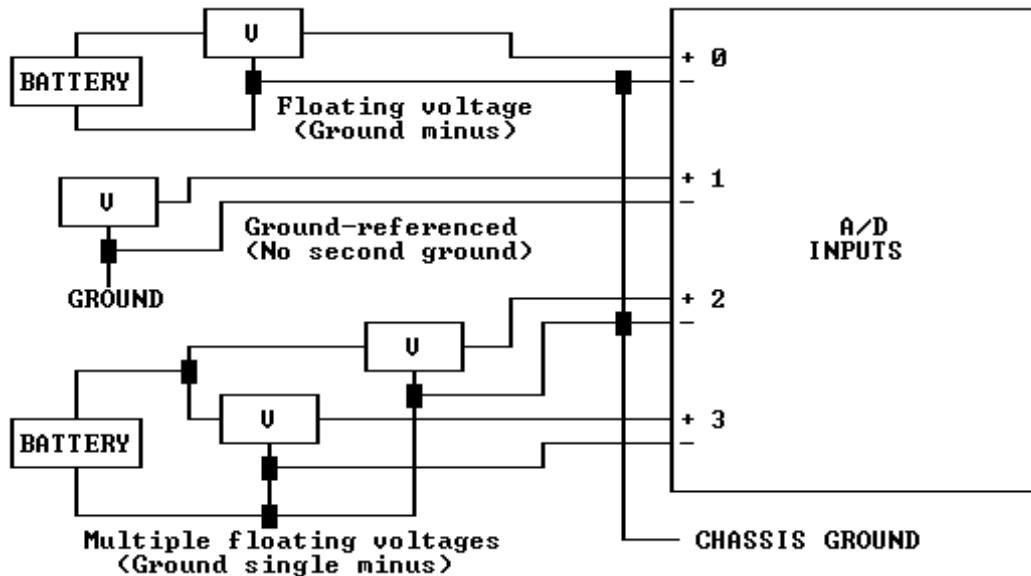 V
BATTERY
+ 0
-
Floating voltage
(Ground minus)
V
+ 1
-
Ground-referenced
(No second ground)
GROUND
A/D
INPUTS
V
+ 2
-
V
+ 3
-
BATTERY
Multiple floating voltages
(Ground single minus)
CHASSIS GROUND